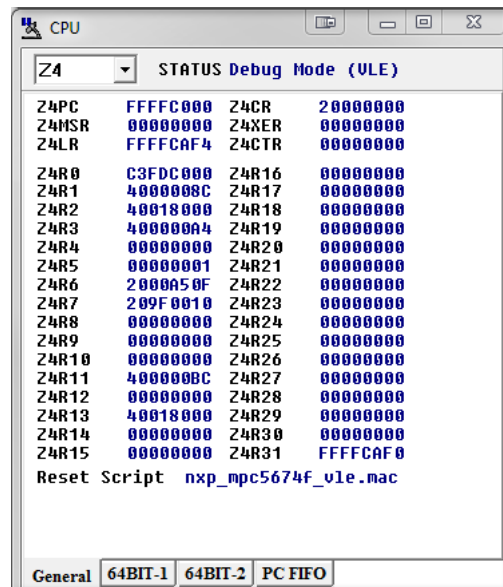 CPU
Z4 STATUS Debug Mode (VLE)
Z4PC FFFFC000 Z4CR 20000000
Z4MSR 00000000 Z4XER 00000000
Z4LR FFFFCAF4 Z4CTR 00000000
Z4R0 C3FDC000 Z4R16 00000000
Z4R1 4000008C Z4R17 00000000
Z4R2 40018000 Z4R18 00000000
Z4R3 400000A4 Z4R19 00000000
Z4R4 00000000 Z4R20 00000000
Z4R5 00000001 Z4R21 00000000
Z4R6 2000A50F Z4R22 00000000
Z4R7 209F0010 Z4R23 00000000
Z4R8 00000000 Z4R24 00000000
Z4R9 00000000 Z4R25 00000000
Z4R10 00000000 Z4R26 00000000
Z4R11 400000BC Z4R27 00000000
Z4R12 00000000 Z4R28 00000000
Z4R13 40018000 Z4R29 00000000
Z4R14 00000000 Z4R30 00000000
Z4R15 00000000 Z4R31 FFFFCAF0
Reset Script nxp_mpc5674f_vle.mac
General 64BIT-1 64BIT-2 PC FIFO